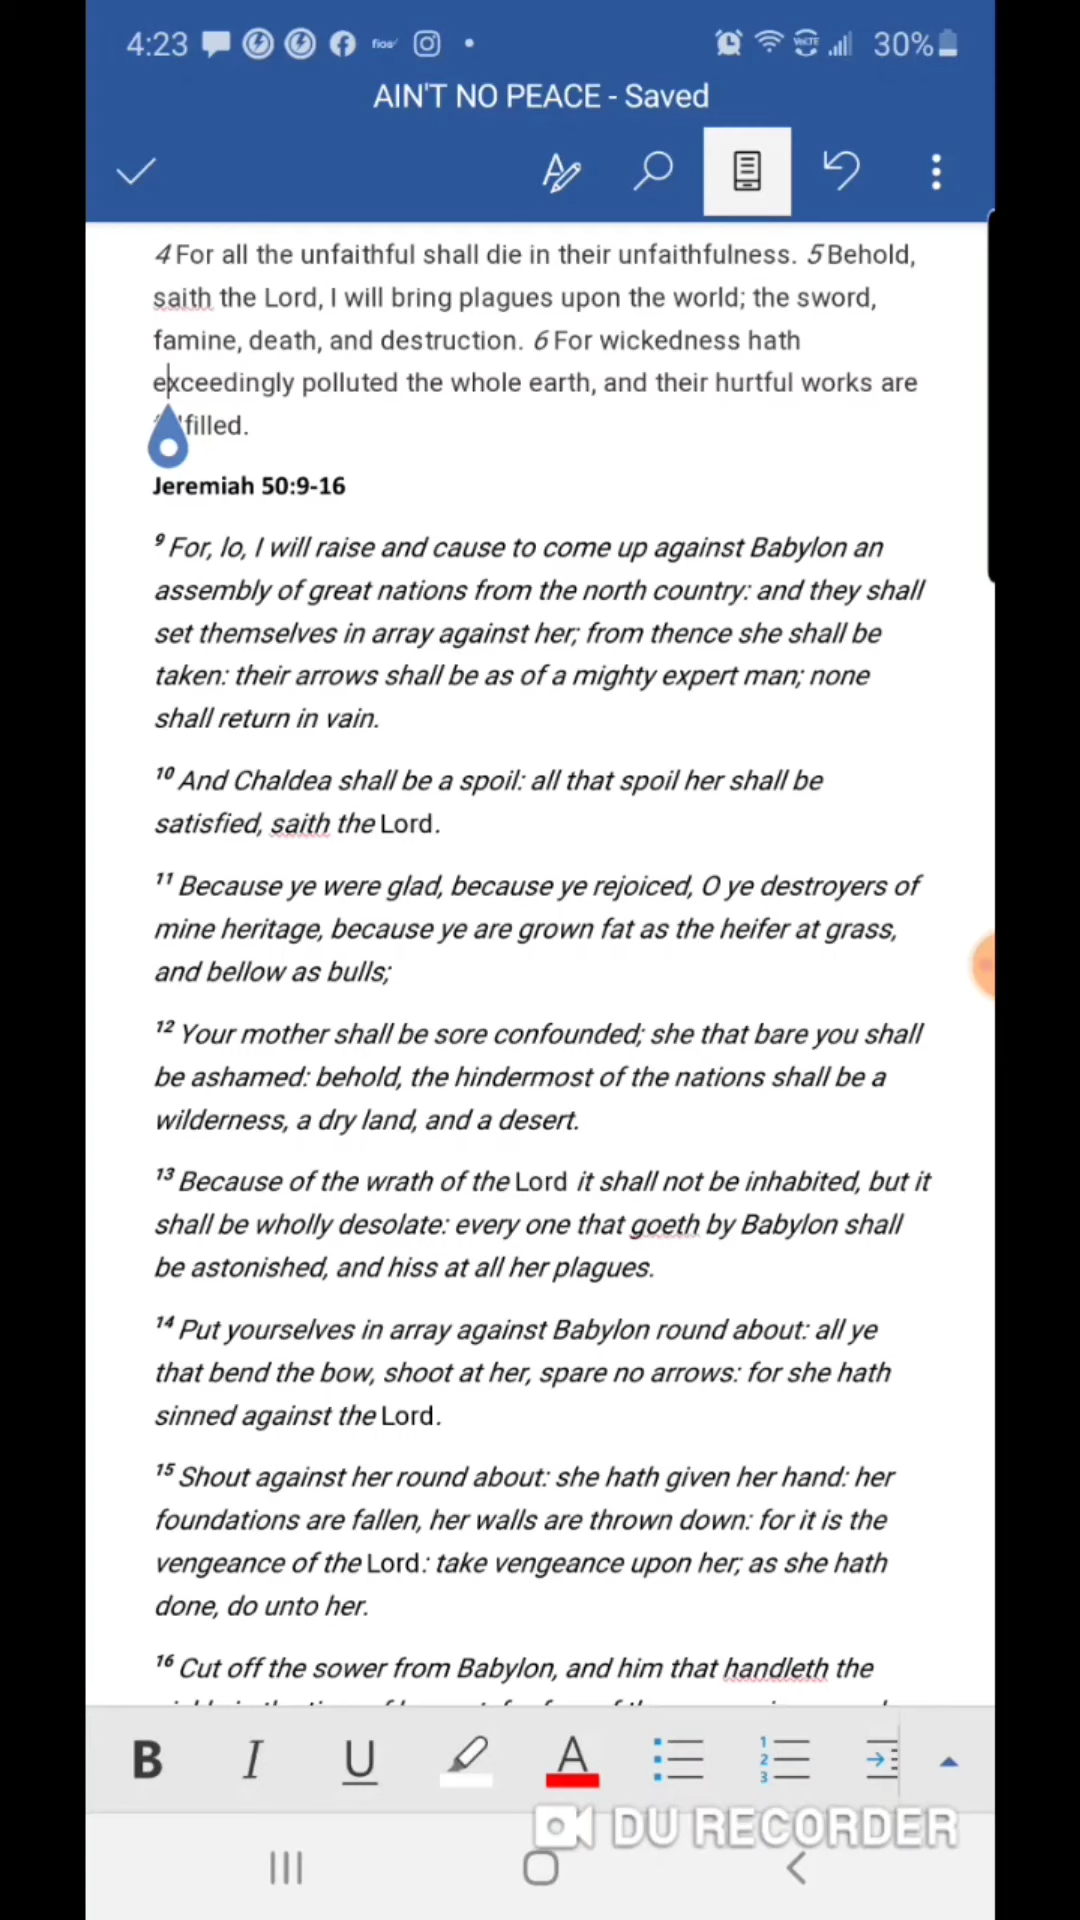 4:23 fios 30%
AIN'T NO PEACE - Saved
4 For all the unfaithful shall die in their unfaithfulness. 5 Behold,
saith the Lord, I will bring plagues upon the world; the sword,
famine, death, and destruction. 6 For wickedness hath
exceedingly polluted the whole earth, and their hurtful works are
filled.
Jeremiah 50:9-16
9 For, lo, I will raise and cause to come up against Babylon an
assembly of great nations from the north country: and they shall
set themselves in array against her; from thence she shall be
taken: their arrows shall be as of a mighty expert man; none
shall return in vain.
10 And Chaldea shall be a spoil: all that spoil her shall be
satisfied, saith the Lord.
11 Because ye were glad, because ye rejoiced, O ye destroyers of
mine heritage, because ye are grown fat as the heifer at grass,
and bellow as bulls;
12 Your mother shall be sore confounded; she that bare you shall
be ashamed: behold, the hindermost of the nations shall be a
wilderness, a dry land, and a desert.
13 Because of the wrath of the Lord it shall not be inhabited, but it
shall be wholly desolate: every one that goeth by Babylon shall
be astonished, and hiss at all her plagues.
14 Put yourselves in array against Babylon round about: all ye
that bend the bow, shoot at her, spare no arrows: for she hath
sinned against the Lord.
15 Shout against her round about: she hath given her hand: her
foundations are fallen, her walls are thrown down: for it is the
vengeance of the Lord: take vengeance upon her; as she hath
done, do unto her.
16 Cut off the sower from Babylon, and him that handleth the
B I U A 1 2 3
DU RECORDER